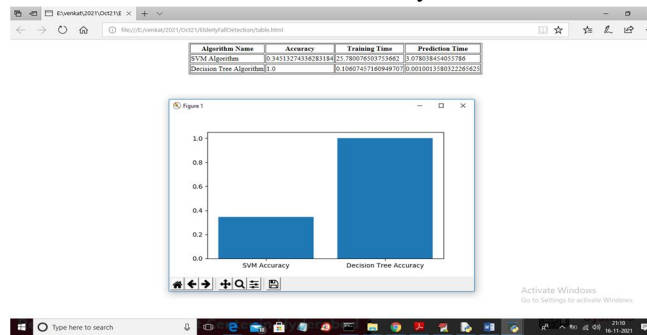 E:\venkat\2021\Oct21\E
file:///E:/venkat/2021/Oct21/ElderlyFallDetection/table.html
Algorithm Name Accuracy Training Time Prediction Time
SVM Algorithm 0.34513274336283184 25.780076503753662 3.078038454055786
Decision Tree Algorithm 1.0 0.10607457160949707 0.0010013580322265625
Figure 1
1.0
0.8
0.6
0.4
0.2
0.0
SVM Accuracy Decision Tree Accuracy
Activate Windows
Go to Settings to activate Windows.
Type here to search
21:10
16-11-2021